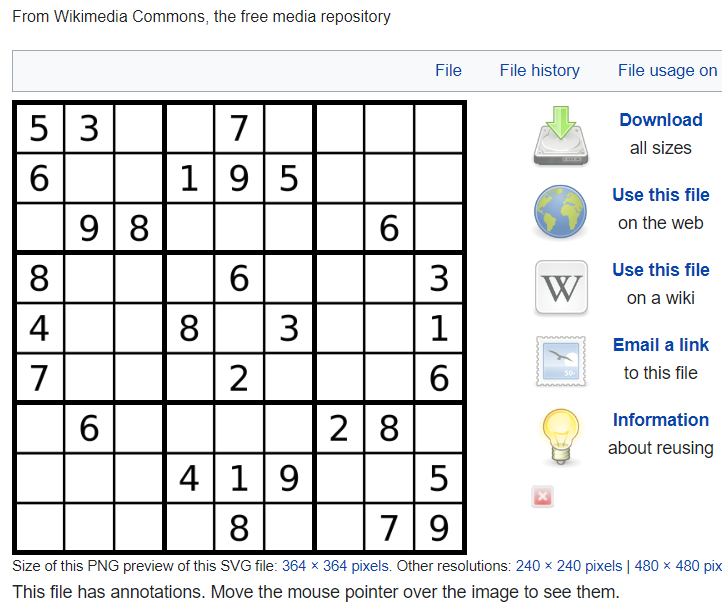 From Wikimedia Commons, the free media repository
File File history File usage on
5 3 7
6 1 9 5
9 8 6
8 6 3
4 8 3 1
7 2 6
6 2 8
4 1 9 5
8 7 9
Download
all sizes
Use this file
on the web
W
Use this file
on a wiki
50-
Email a link
to this file
Information
about reusing
Size of this PNG preview of this SVG file: 364 × 364 pixels. Other resolutions: 240 × 240 pixels | 480 × 480 pix
This file has annotations. Move the mouse pointer over the image to see them.